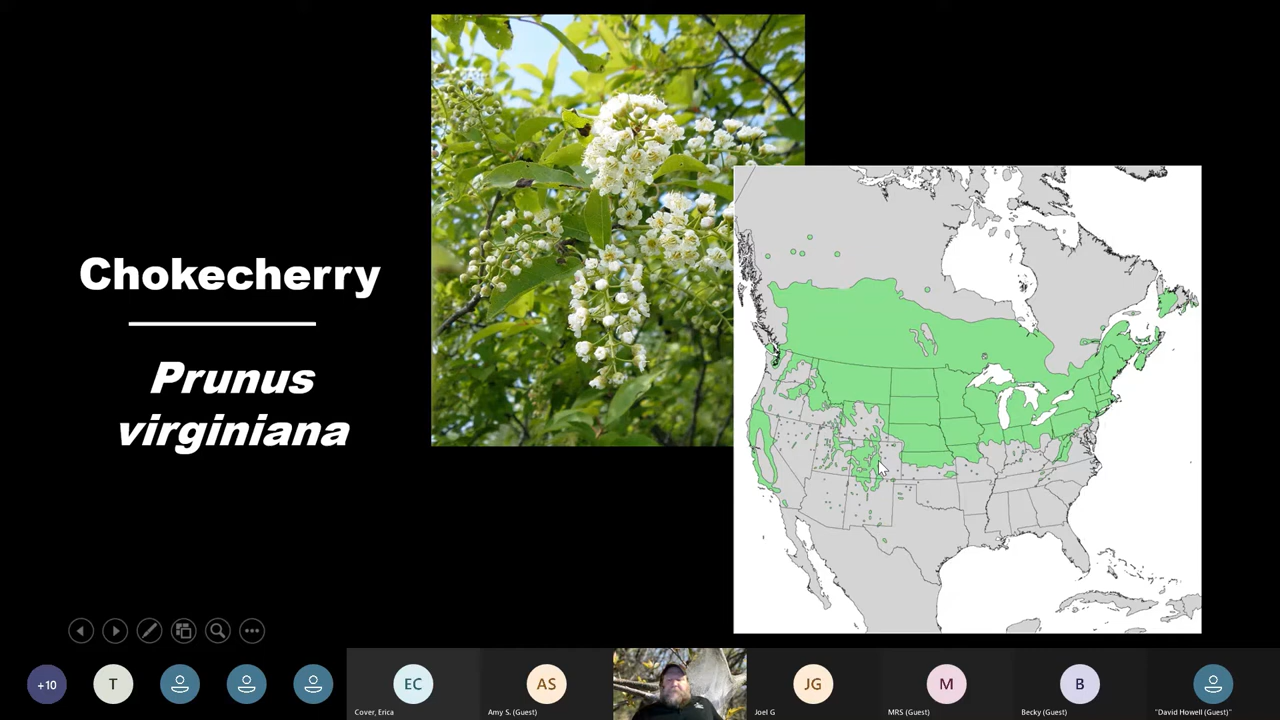 Chokecherry
Prunus
virginiana
+10
T
EC
AS
JG
M
B
Cover, Erica
Amy S. (Guest)
Joel G
MRS (Guest)
Becky (Guest)
"David Howell (Guest)"